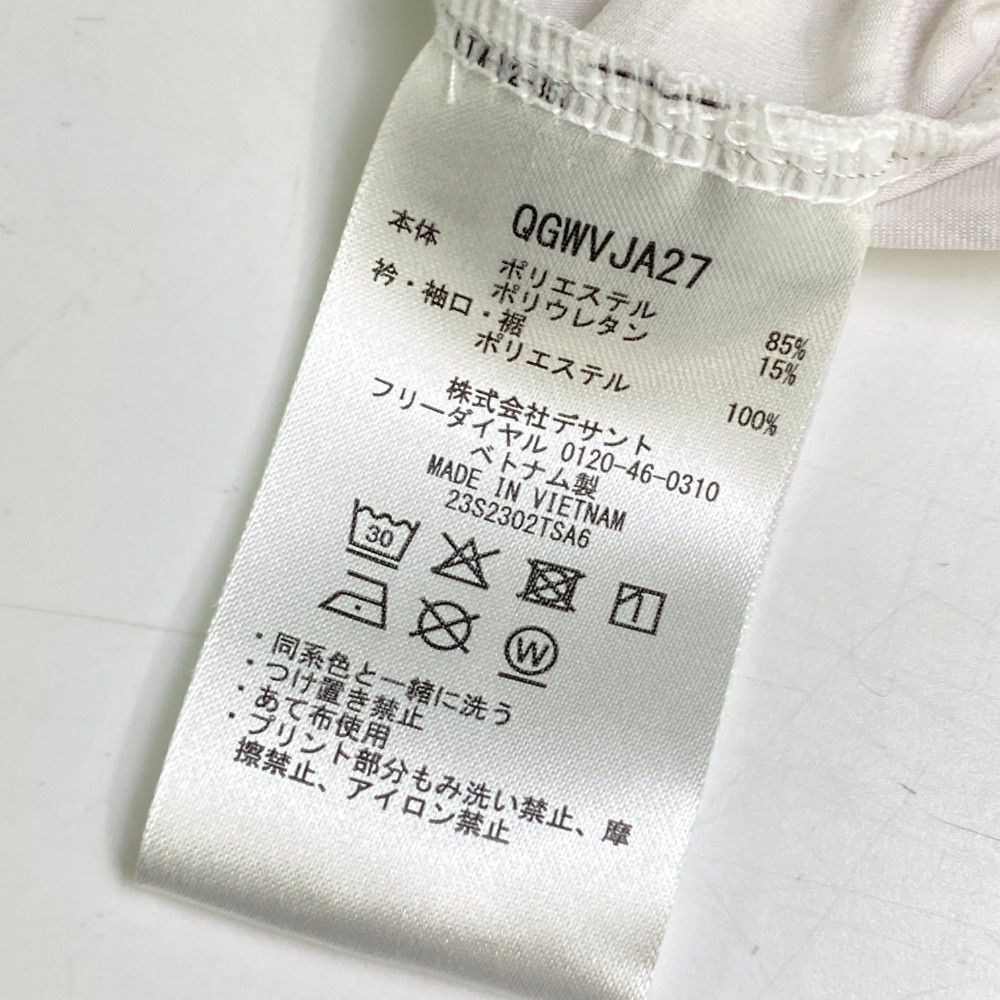 QGWVJA27
本体
ポリエステル 85%
ポリウレタン 15%
衿・袖口・裾
ポリエステル 100%
株式会社デサント
フリーダイヤル 0120-46-0310
ベトナム製
MADE IN VIETNAM
23S2302TSA6
30
W
・同系色と一緒に洗う
・つけ置き禁止
・あて布使用
・プリント部分もみ洗い禁止、摩
擦禁止、アイロン禁止